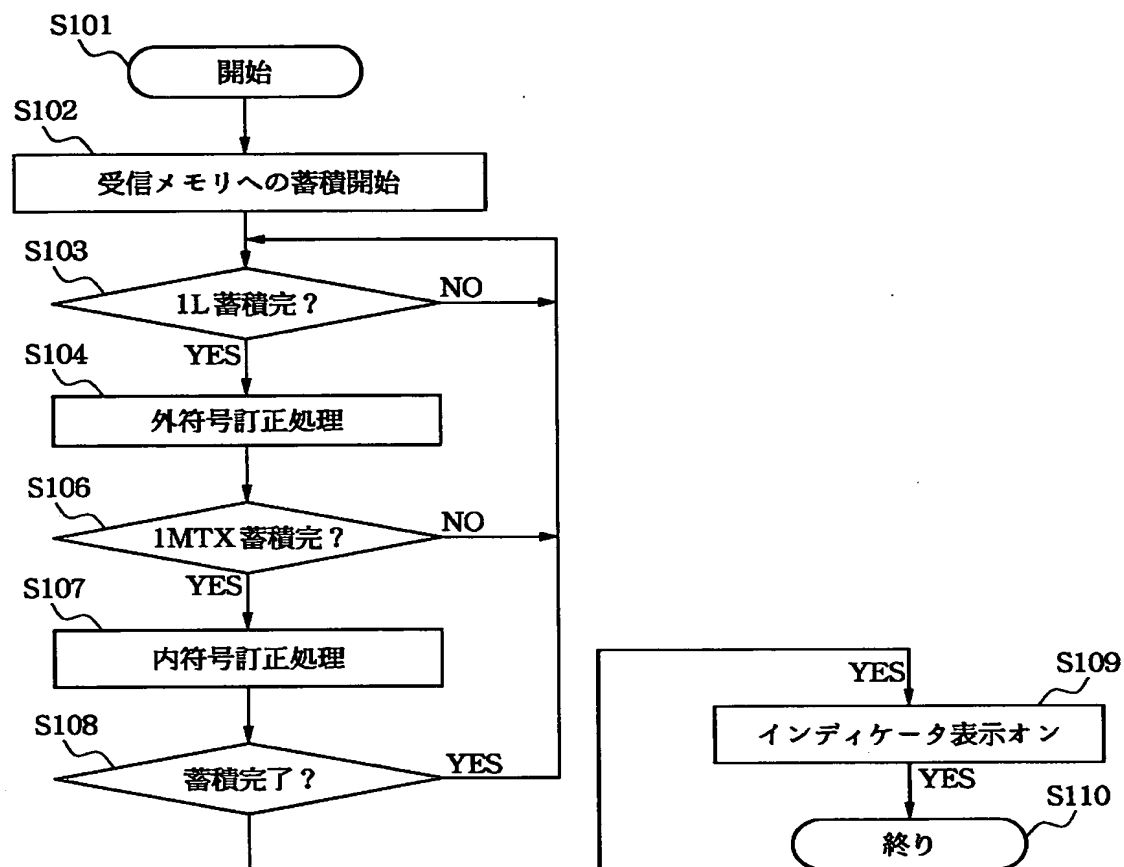 S101
開始
S102
受信メモリへの蓄積開始
S103
1L蓄積完？
NO
YES
S104
外符号訂正処理
S106
1MTX蓄積完？
NO
YES
S107
内符号訂正処理
S108
蓄積完了？
YES
YES
S109
インディケータ表示オン
YES
S110
終り